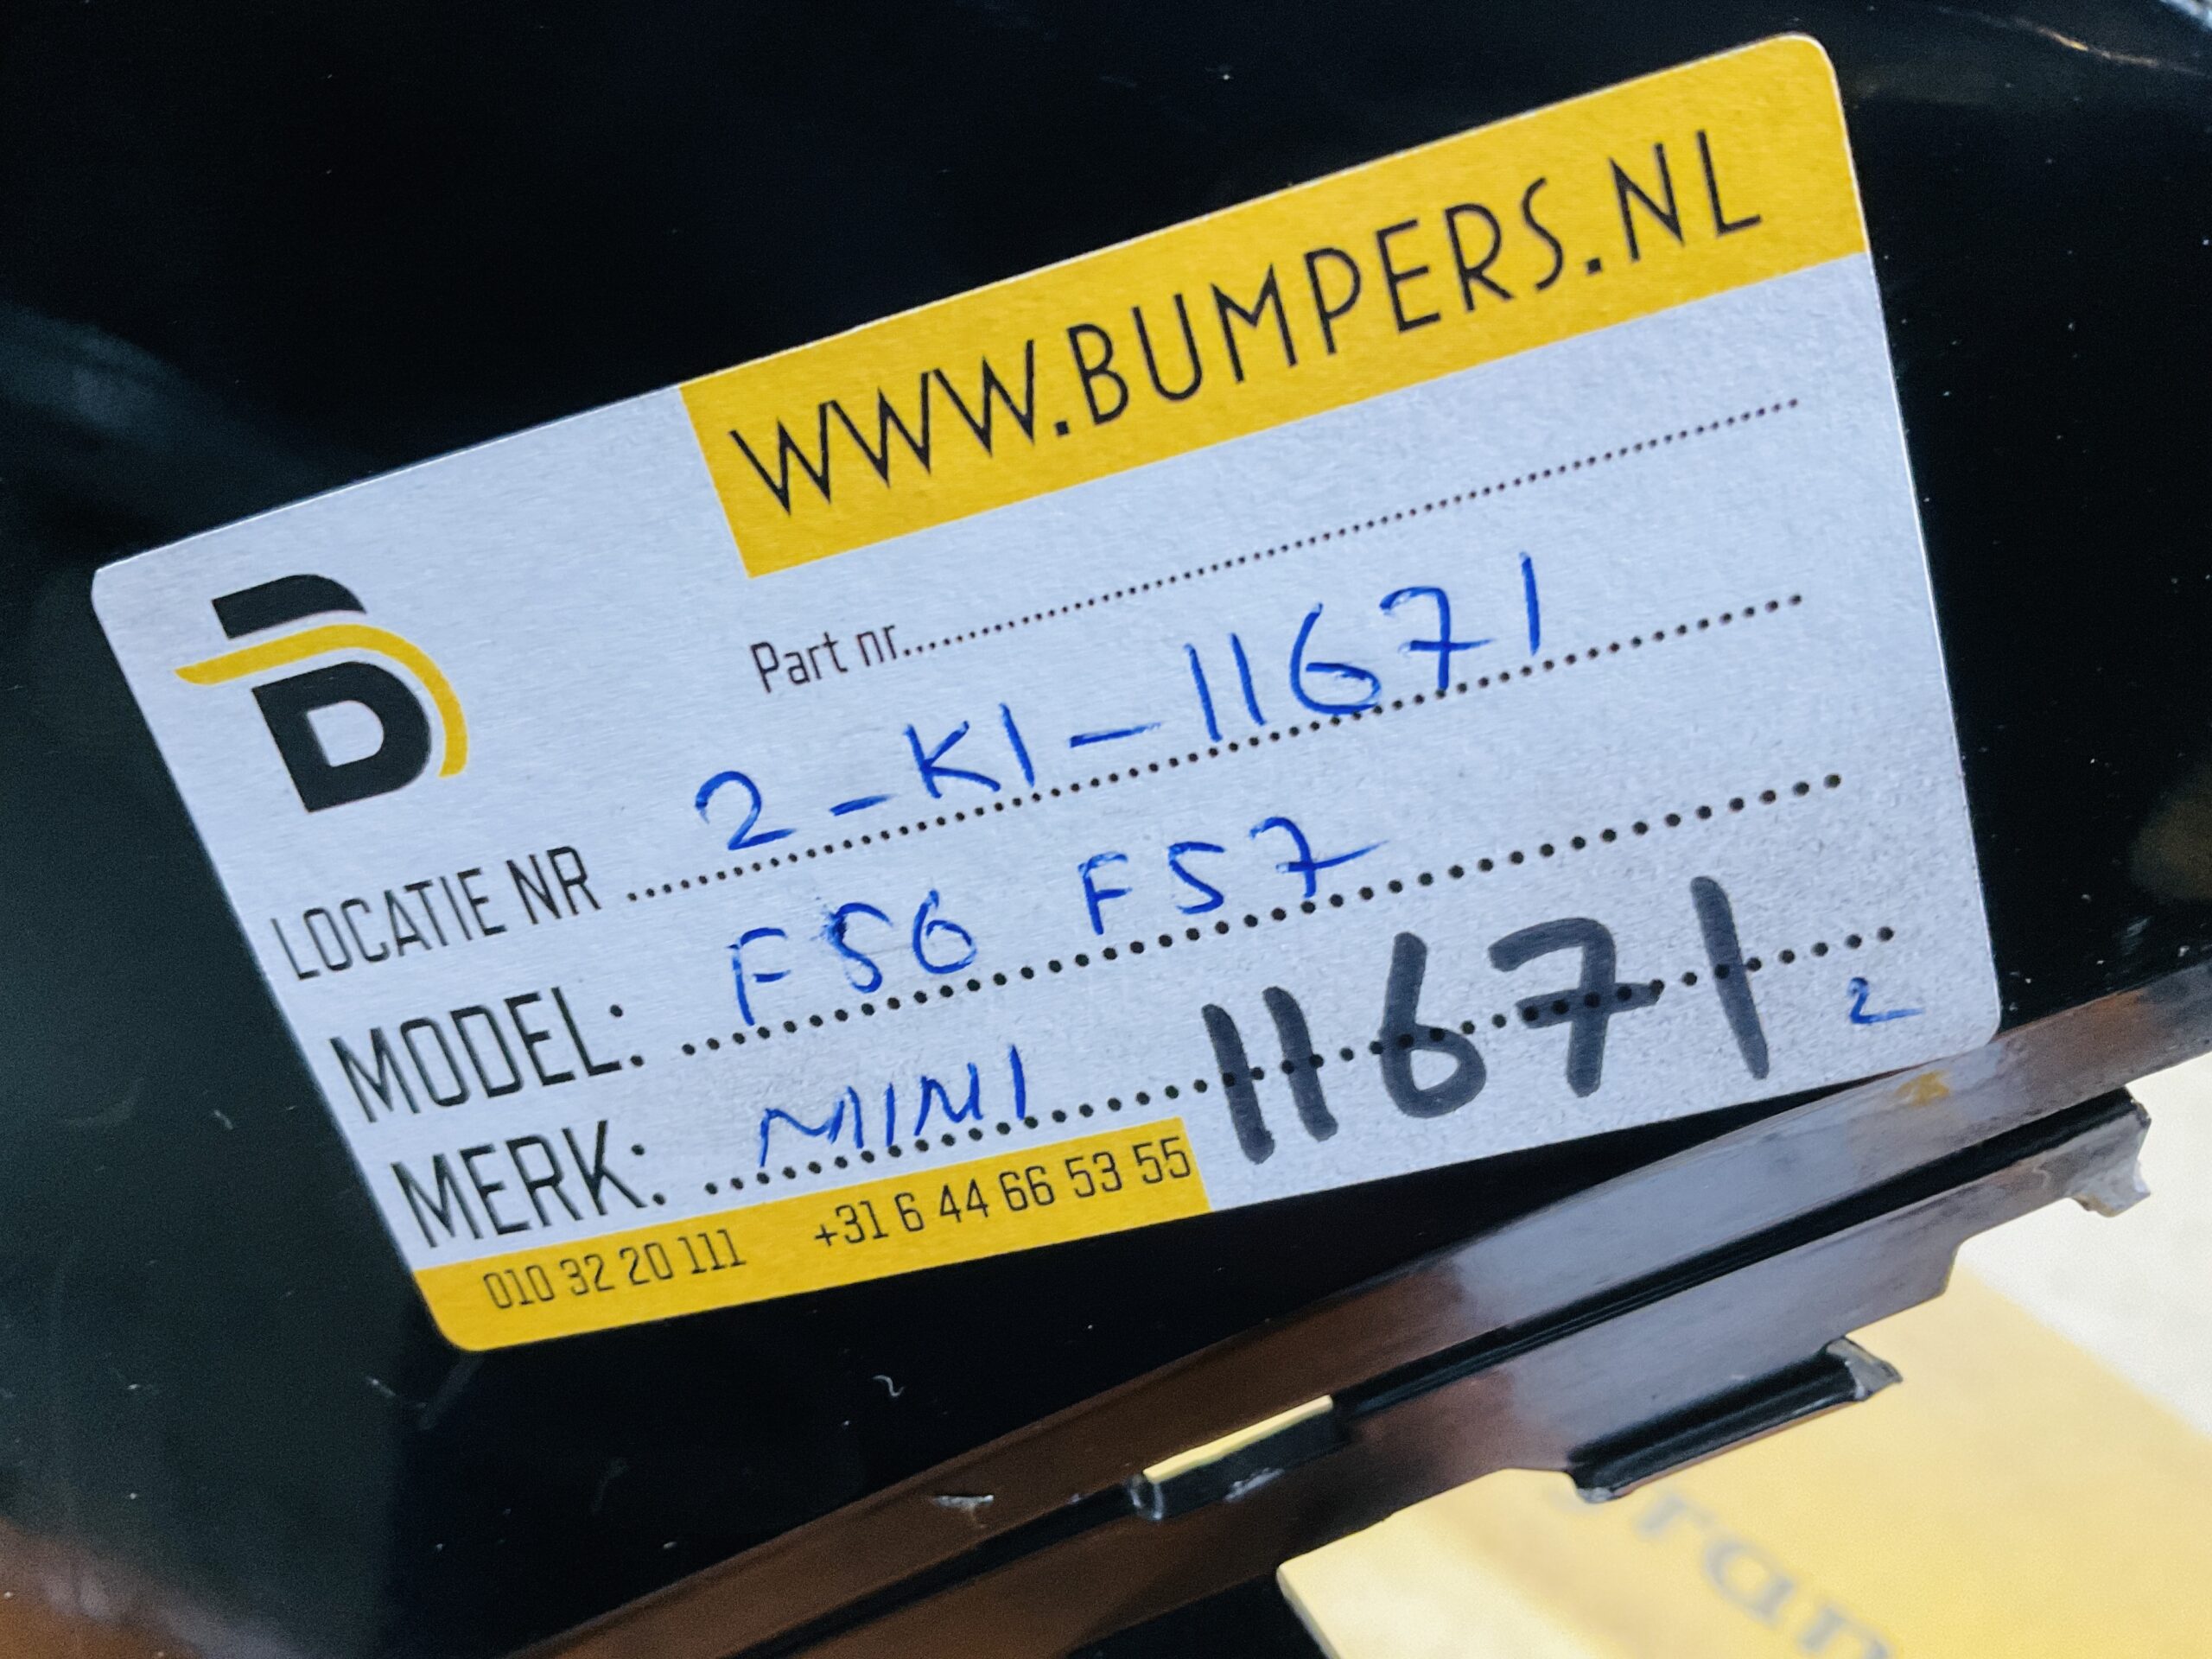 WWW.BUMPERS.NL
B
Part nr..........
LOCATIE NR .......... 2-K1-11671
MODEL: .......... F56 F57
MERK: .......... MINI 11671 2
010 32 20 111 +31 6 44 66 53 55